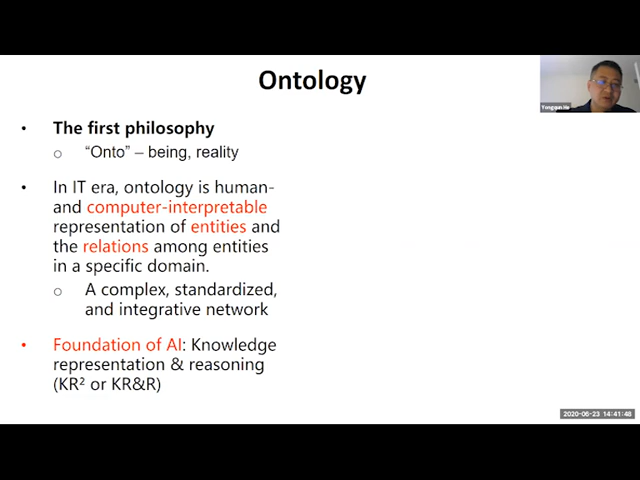 Ontology
Yongqun He
• The first philosophy
o "Onto" – being, reality
• In IT era, ontology is human-
and computer-interpretable
representation of entities and
the relations among entities
in a specific domain.
o A complex, standardized,
and integrative network
• Foundation of AI: Knowledge
representation & reasoning
(KR² or KR&R)
2020-06-23 14:41:48